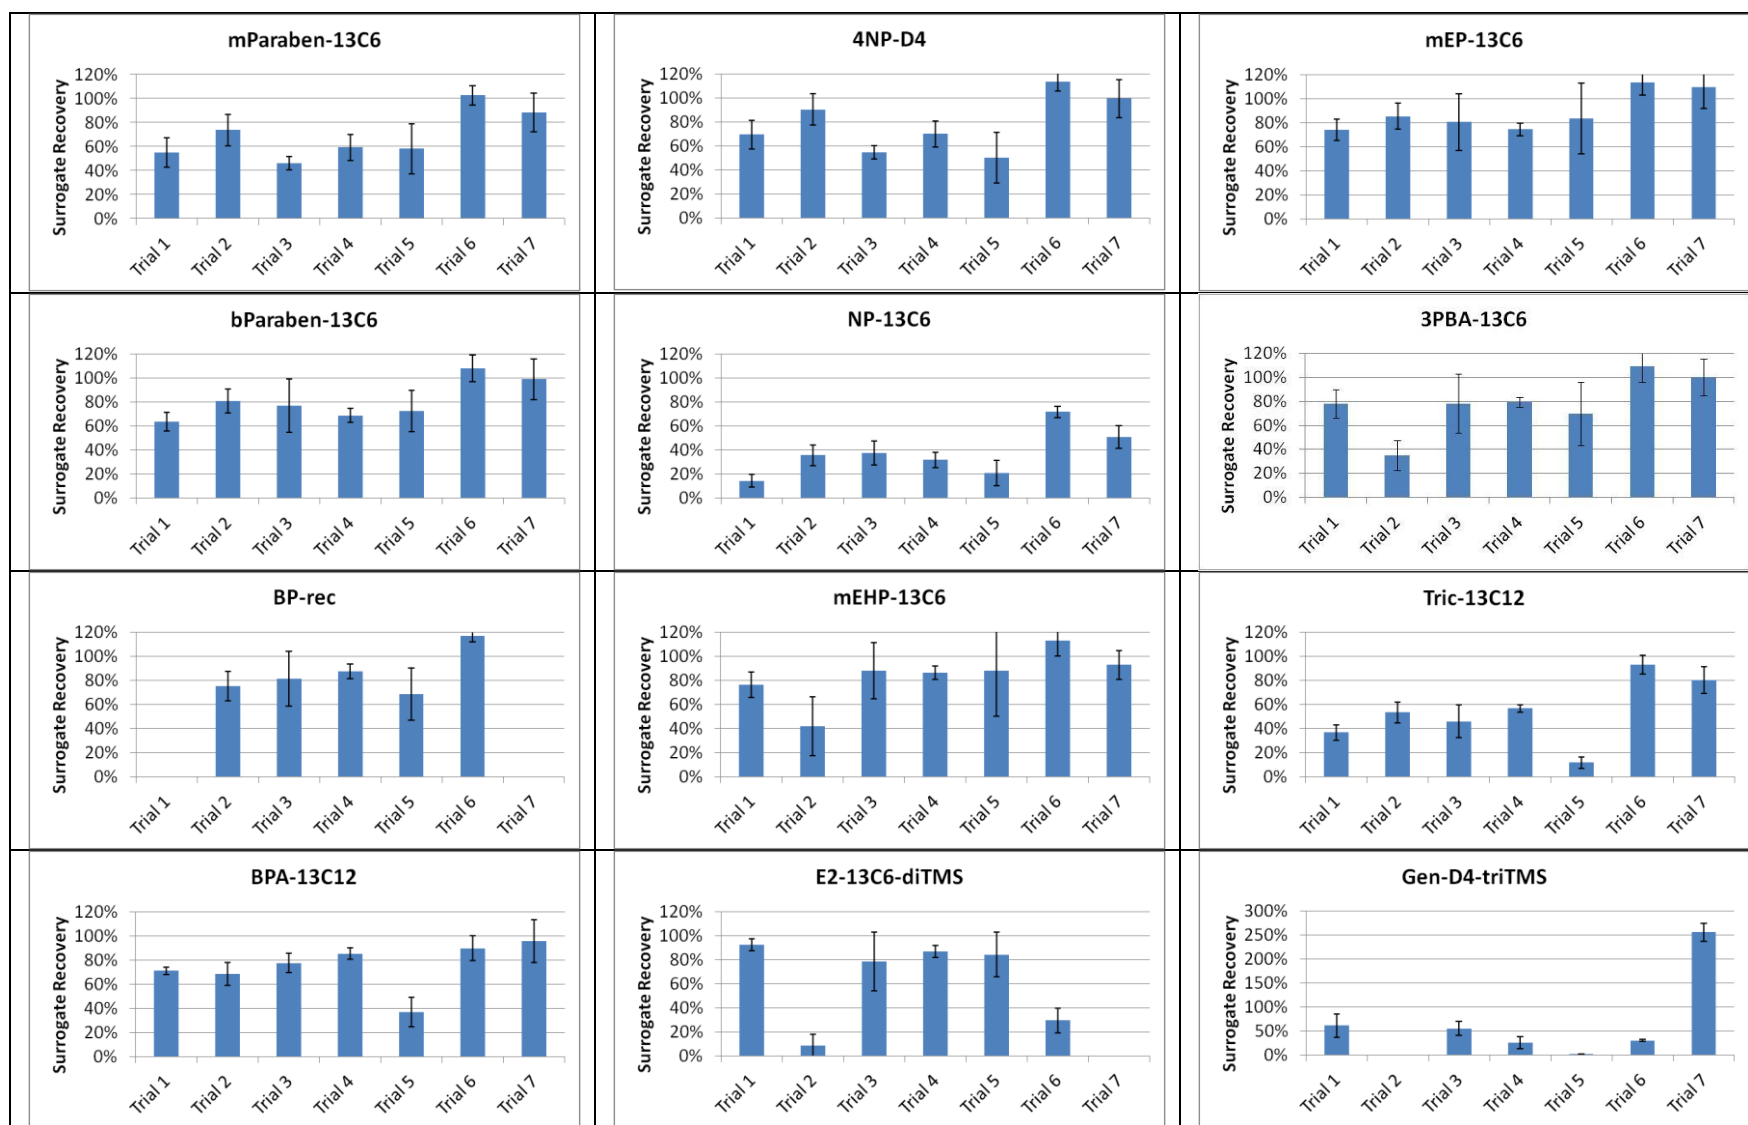 mParaben-13C6
Surrogate Recovery
120%
100%
80%
60%
40%
20%
0%
Trial 1
Trial 2
Trial 3
Trial 4
Trial 5
Trial 6
Trial 7
4NP-D4
Surrogate Recovery
120%
100%
80%
60%
40%
20%
0%
Trial 1
Trial 2
Trial 3
Trial 4
Trial 5
Trial 6
Trial 7
mEP-13C6
Surrogate Recovery
120%
100%
80%
60%
40%
20%
0%
Trial 1
Trial 2
Trial 3
Trial 4
Trial 5
Trial 6
Trial 7
bParaben-13C6
Surrogate Recovery
120%
100%
80%
60%
40%
20%
0%
Trial 1
Trial 2
Trial 3
Trial 4
Trial 5
Trial 6
Trial 7
NP-13C6
Surrogate Recovery
120%
100%
80%
60%
40%
20%
0%
Trial 1
Trial 2
Trial 3
Trial 4
Trial 5
Trial 6
Trial 7
3PBA-13C6
Surrogate Recovery
120%
100%
80%
60%
40%
20%
0%
Trial 1
Trial 2
Trial 3
Trial 4
Trial 5
Trial 6
Trial 7
BP-rec
Surrogate Recovery
120%
100%
80%
60%
40%
20%
0%
Trial 1
Trial 2
Trial 3
Trial 4
Trial 5
Trial 6
Trial 7
mEHP-13C6
Surrogate Recovery
120%
100%
80%
60%
40%
20%
0%
Trial 1
Trial 2
Trial 3
Trial 4
Trial 5
Trial 6
Trial 7
Tric-13C12
Surrogate Recovery
120%
100%
80%
60%
40%
20%
0%
Trial 1
Trial 2
Trial 3
Trial 4
Trial 5
Trial 6
Trial 7
BPA-13C12
Surrogate Recovery
120%
100%
80%
60%
40%
20%
0%
Trial 1
Trial 2
Trial 3
Trial 4
Trial 5
Trial 6
Trial 7
E2-13C6-diTMS
Surrogate Recovery
120%
100%
80%
60%
40%
20%
0%
Trial 1
Trial 2
Trial 3
Trial 4
Trial 5
Trial 6
Trial 7
Gen-D4-triTMS
Surrogate Recovery
300%
250%
200%
150%
100%
50%
0%
Trial 1
Trial 2
Trial 3
Trial 4
Trial 5
Trial 6
Trial 7